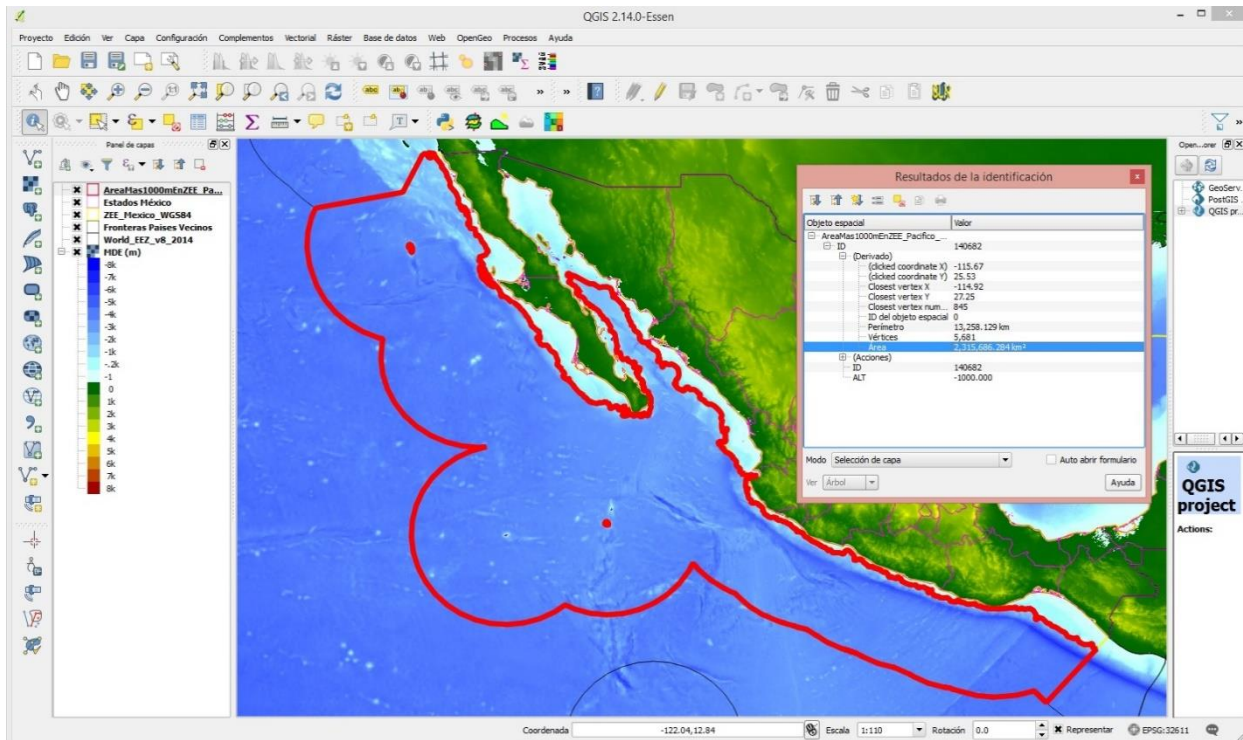 QGIS 2.14.0-Essen
Proyecto Edición Ver Capa Configuración Complementos Vectorial Ráster Base de datos Web OpenGeo Procesos Ayuda
Panel de capas
AreaMas1000mEnZEE_Pa...
Estados México
ZEE_Mexico_WGS84
Fronteras Paises Vecinos
World_EEZ_v8_2014
MDE (m)
-8k
-7k
-6k
-5k
-4k
-3k
-2k
-1k
-.2k
-1
0
1k
2k
3k
4k
5k
6k
7k
8k
Resultados de la identificación
Objeto espacial Valor
AreaMas1000mEnZEE_Pacifico_...
ID 140682
(Derivado)
(clicked coordinate X) -115.67
(clicked coordinate Y) 25.53
Closest vertex X -114.92
Closest vertex Y 27.25
Closest vertex num... 845
ID del objeto espacial 0
Perímetro 13,258.129 km
Vértices 5,681
Área 2,315,686.284 km²
(Acciones)
ID 140682
ALT -1000.000
Modo Selección de capa Auto abrir formulario
Ver Árbol Ayuda
Open...orer
GeoServ.
PostGIS .
QGIS pr...
QGIS
project
Actions:
Coordenada -122.04,12.84 Escala 1:110 Rotación 0.0 Representar EPSG:32611